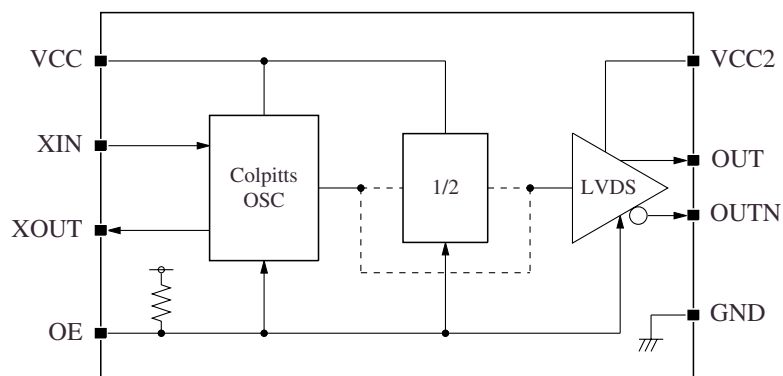 VCC
VCC2
XIN
Colpitts
OSC
1/2
LVDS
OUT
XOUT
OUTN
OE
GND